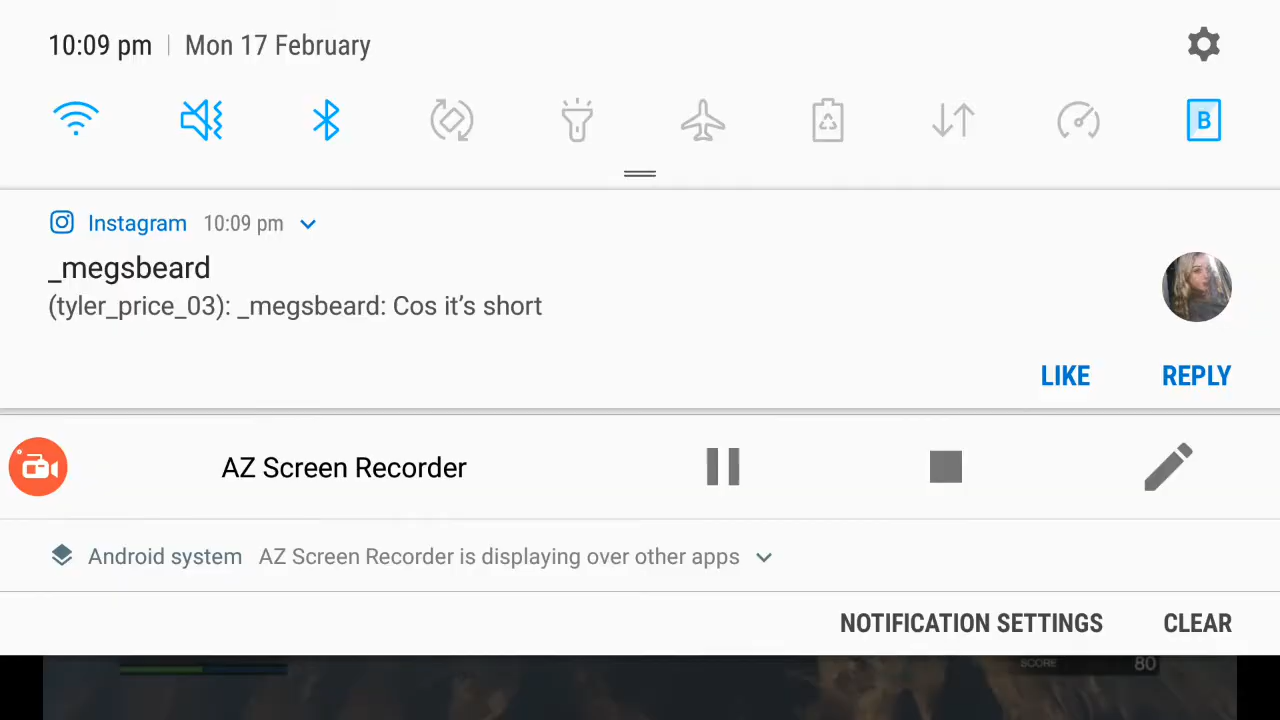 10:09 pm | Mon 17 February
B
Instagram 10:09 pm
_megsbeard
(tyler_price_03): _megsbeard: Cos it’s short
LIKE REPLY
AZ Screen Recorder
Android system AZ Screen Recorder is displaying over other apps
NOTIFICATION SETTINGS CLEAR
SCORE 80